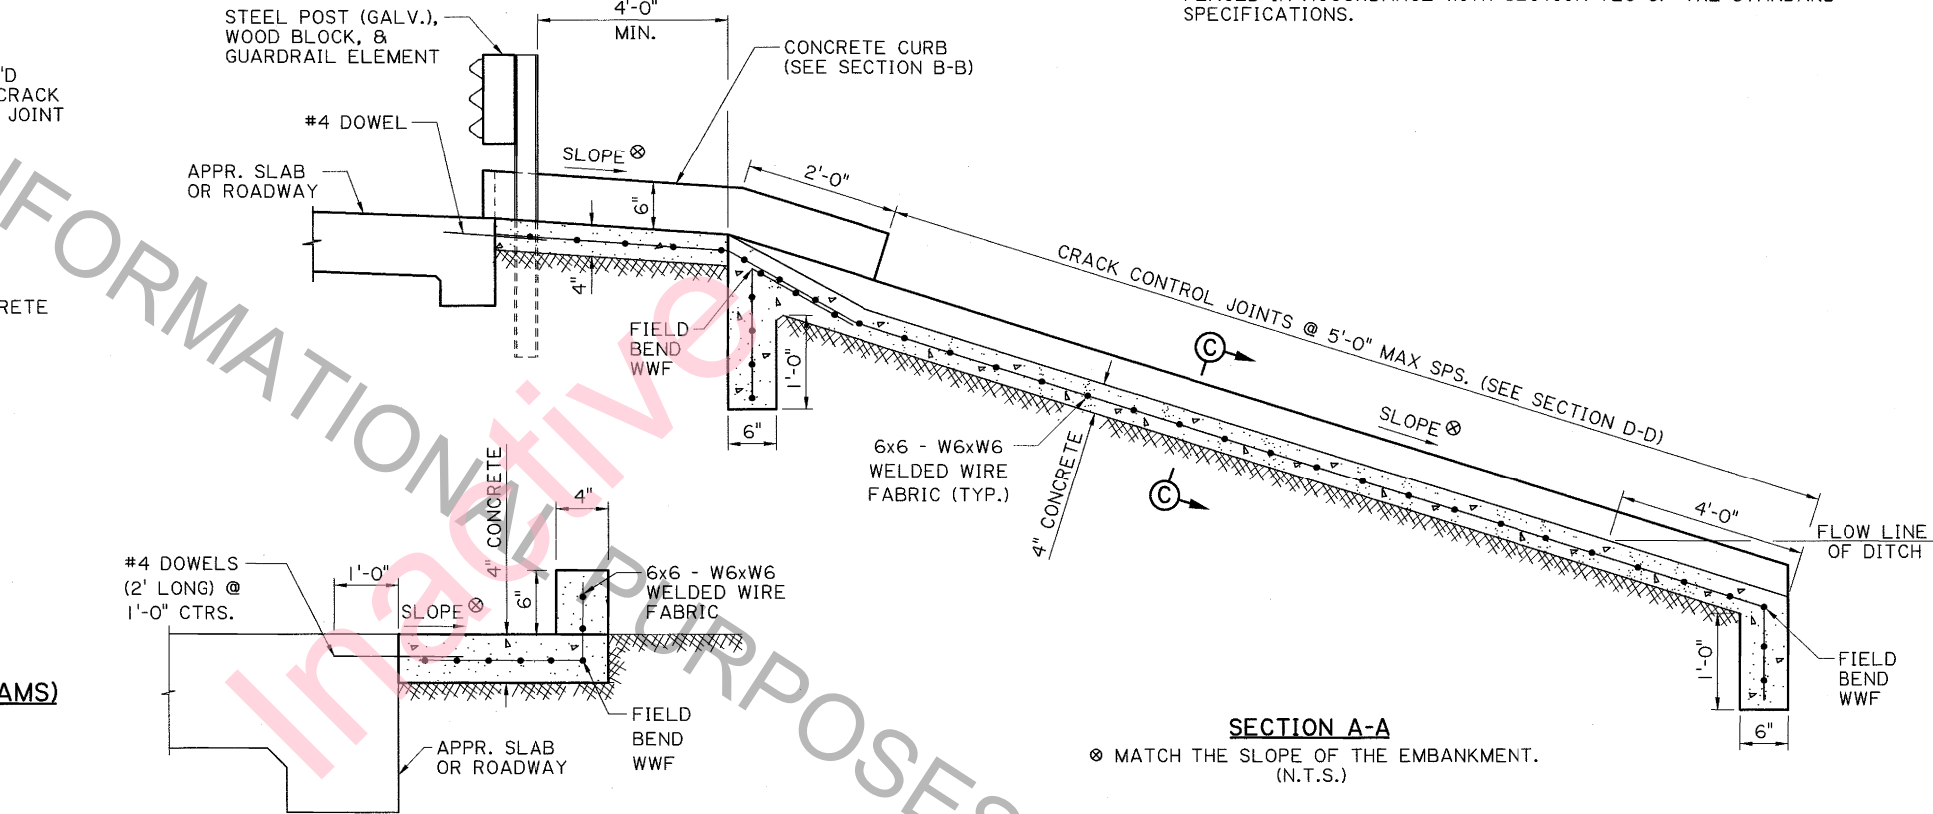 STEEL POST (GALV.),
WOOD BLOCK, &
GUARDRAIL ELEMENT
4'-0"
MIN.
SPECIFICATIONS.
CONCRETE CURB
(SEE SECTION B-B)
'D
CRACK
JOINT
#4 DOWEL
SLOPE ⊗
APPR. SLAB
OR ROADWAY
2'-0"
6"
4"
CRACK CONTROL JOINTS @ 5'-0" MAX SPS. (SEE SECTION D-D)
RETE
FIELD
BEND
WWF
1'-0"
6"
C
C
SLOPE ⊗
6x6 - W6xW6
WELDED WIRE
FABRIC (TYP.)
4" CONCRETE
4'-0"
FLOW LINE
OF DITCH
1'-0"
6"
FIELD
BEND
WWF
4" CONCRETE
4"
#4 DOWELS
(2' LONG) @
1'-0" CTRS.
1'-0"
SLOPE ⊗
6"
6x6 - W6xW6
WELDED WIRE
FABRIC
FIELD
BEND
WWF
APPR. SLAB
OR ROADWAY
AMS)
SECTION A-A
⊗ MATCH THE SLOPE OF THE EMBANKMENT.
(N.T.S.)
Inactive
FORMATIONAL PURPOSES